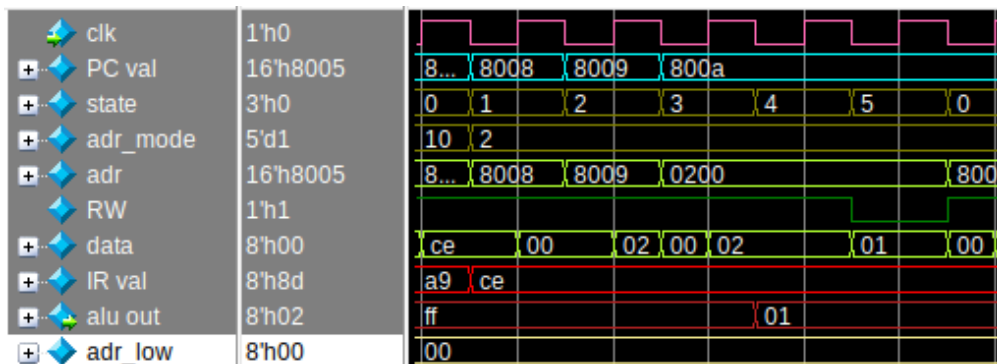 clk 1'h0
PC val 16'h8005 8... 8008 8009 800a
state 3'h0 0 1 2 3 4 5 0
adr_mode 5'd1 10 2
adr 16'h8005 8... 8008 8009 0200 800
RW 1'h1
data 8'h00 ce 00 02 00 02 01 00
IR val 8'h8d a9 ce
alu out 8'h02 ff 01
adr_low 8'h00 00